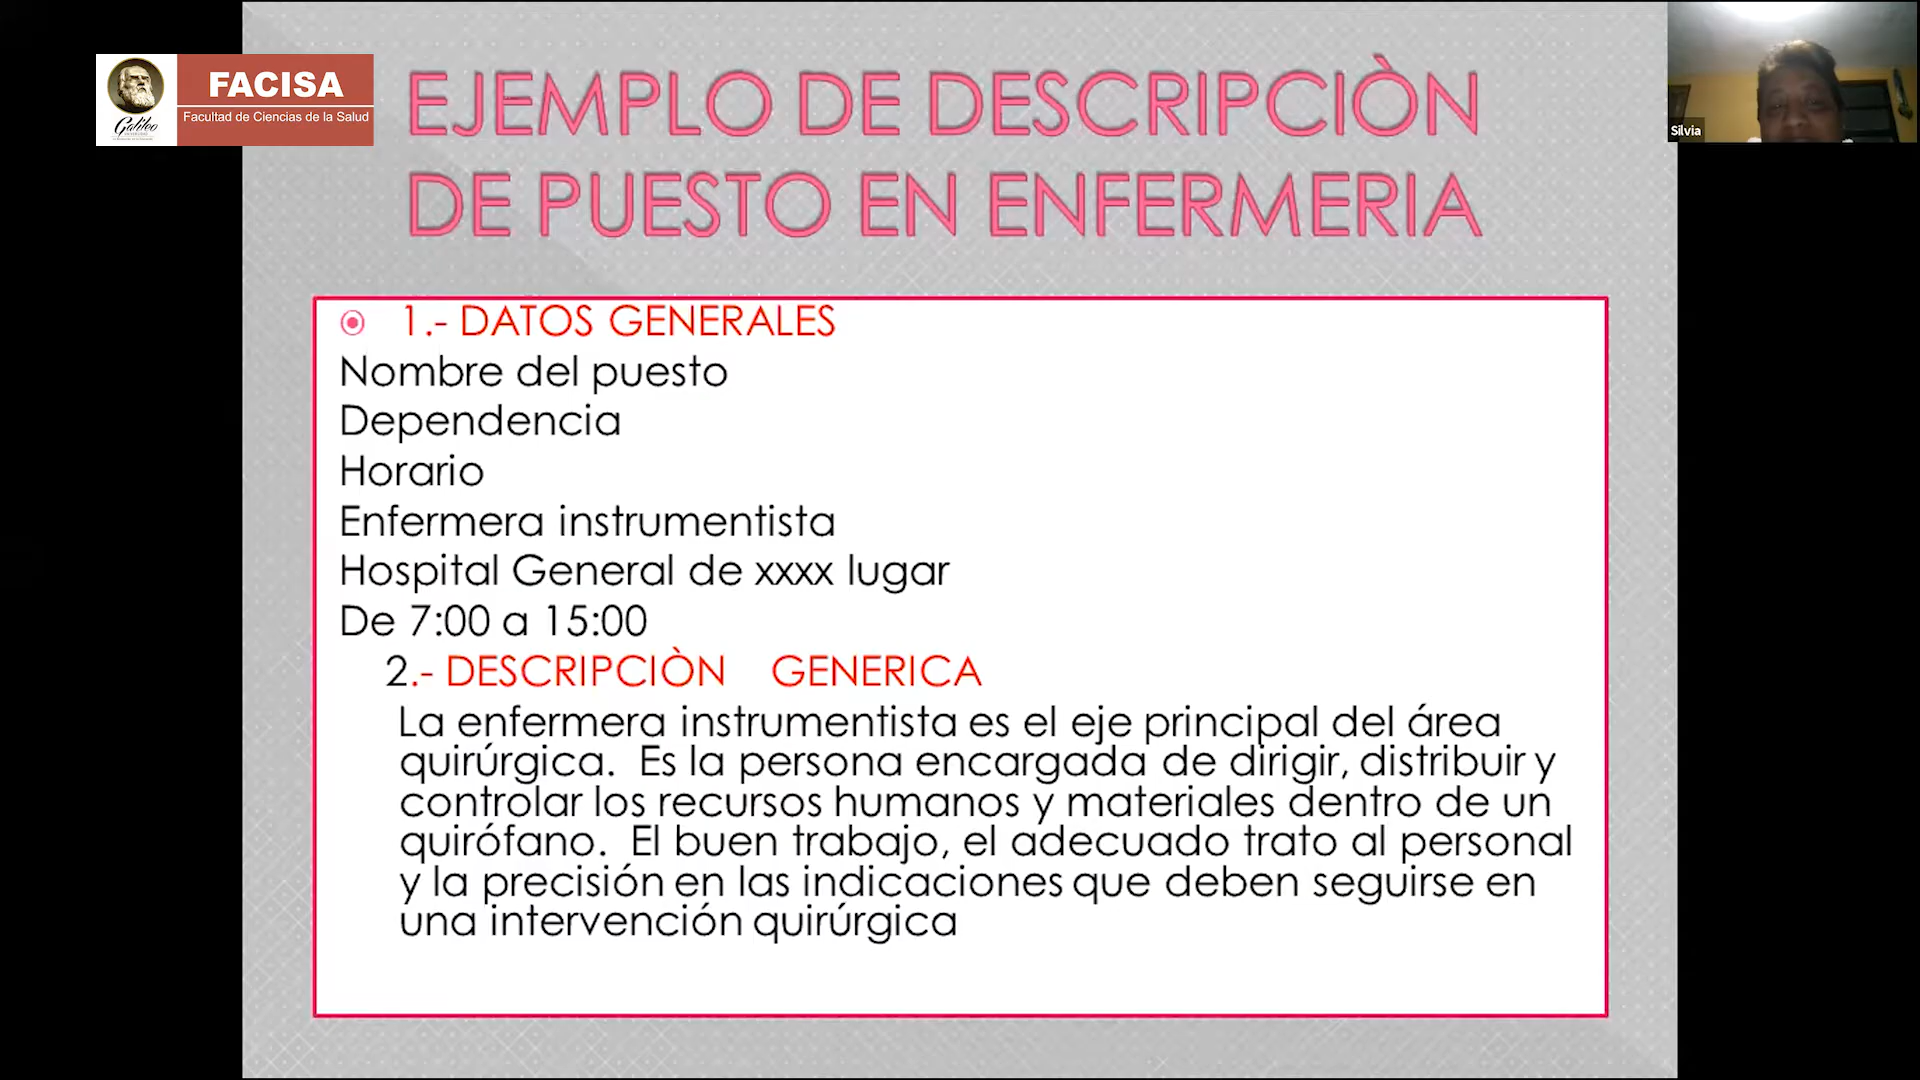 FACISA
Facultad de Ciencias de la Salud
Galileo
EJEMPLO DE DESCRIPCIÒN
DE PUESTO EN ENFERMERIA
Silvia
1.- DATOS GENERALES
Nombre del puesto
Dependencia
Horario
Enfermera instrumentista
Hospital General de xxxx lugar
De 7:00 a 15:00
2.- DESCRIPCIÒN GENERICA
La enfermera instrumentista es el eje principal del área
quirúrgica. Es la persona encargada de dirigir, distribuir y
controlar los recursos humanos y materiales dentro de un
quirófano. El buen trabajo, el adecuado trato al personal
y la precisión en las indicaciones que deben seguirse en
una intervención quirúrgica